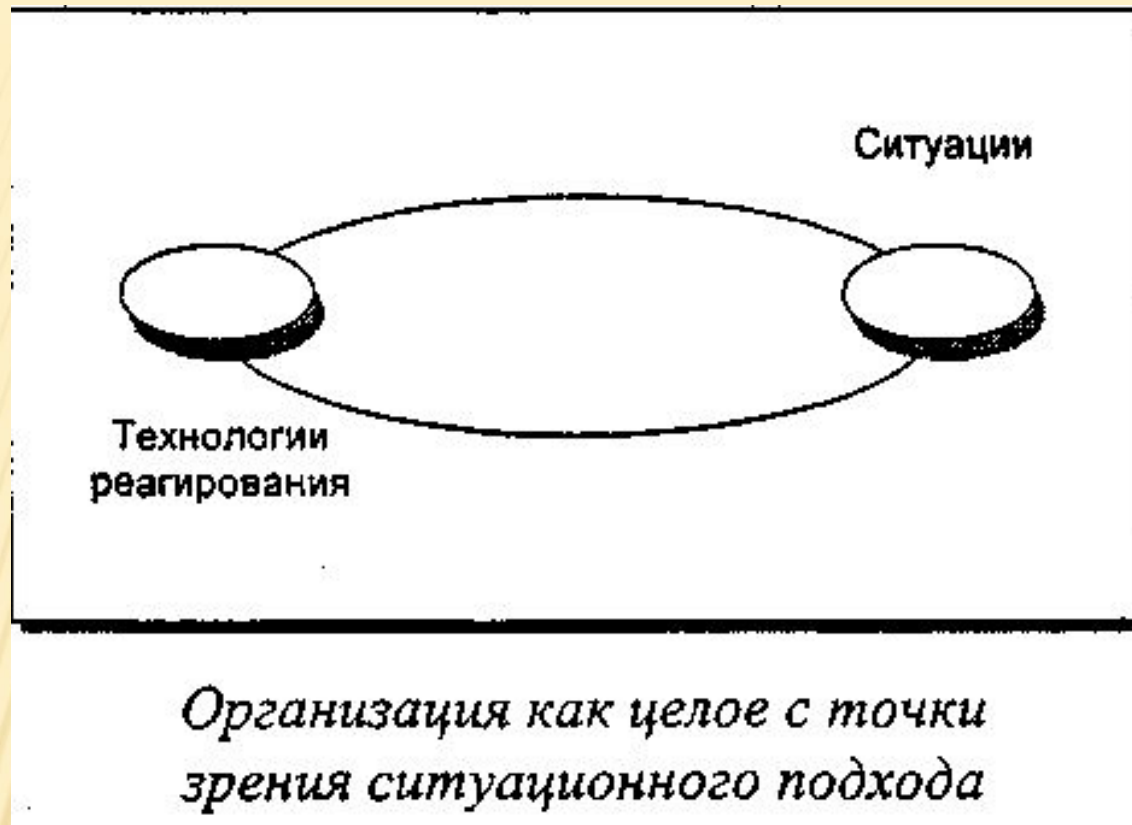 Ситуации
Технологии
реагирования
Организация как целое с точки
зрения ситуационного подхода